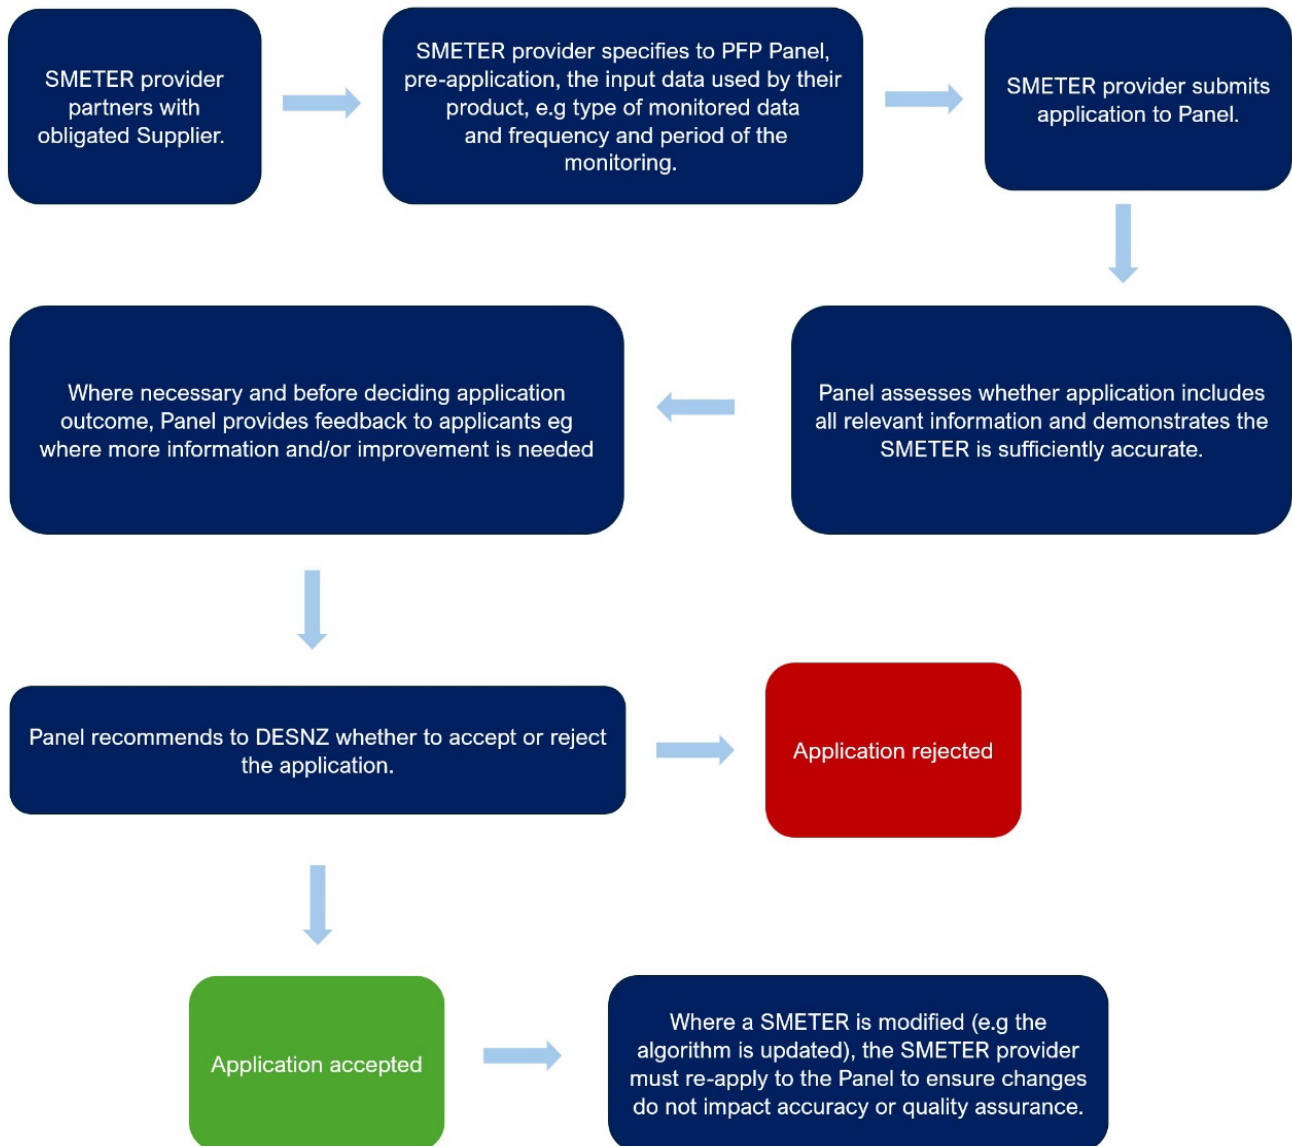 SMETER provider
partners with
obligated Supplier.
SMETER provider specifies to PFP Panel,
pre-application, the input data used by their
product, e.g type of monitored data
and frequency and period of the
monitoring.
SMETER provider submits
application to Panel.
Panel assesses whether application includes
all relevant information and demonstrates the
SMETER is sufficiently accurate.
Where necessary and before deciding application
outcome, Panel provides feedback to applicants eg
where more information and/or improvement is needed
Panel recommends to DESNZ whether to accept or reject
the application.
Application rejected
Application accepted
Where a SMETER is modified (e.g the
algorithm is updated), the SMETER provider
must re-apply to the Panel to ensure changes
do not impact accuracy or quality assurance.